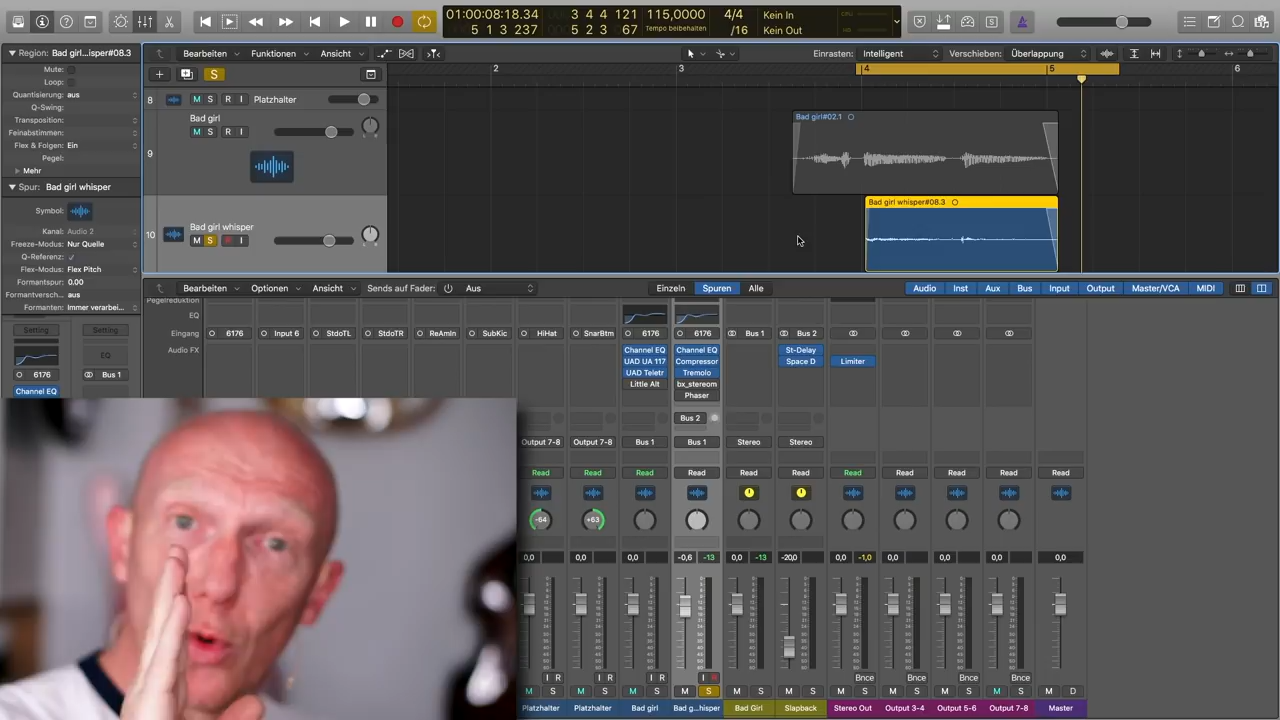 01:00:08:18.34
5 1 3 237
3 4 4 121
5 2 3 67
115,0000
Tempo beibehalten
4/4
/16
Kein In
Kein Out
CPU
HD
Region: Bad girl...isper#08.3
Mute:
Loop:
Quantisierung: aus
Q-Swing:
Transposition:
Feinabstimmen:
Flex & Folgen: Ein
Pegel:
Mehr
Spur: Bad girl whisper
Symbol:
Kanal: Audio 2
Freeze-Modus: Nur Quelle
Q-Referenz: ✓
Flex-Modus: Flex Pitch
Formantspur: 0.00
Formantversch... aus
Formanten: Immer verarbei...
Setting Setting
EQ
6176 Bus 1
Channel EQ
Bearbeiten Funktionen Ansicht Einrasten: Intelligent Verschieben: Überlappung
S
2 3 4 5 6
8 M S R I Platzhalter
Bad girl
9 M S R I
Bad girl#02.1
Bad girl whisper
10 M S R I
Bad girl whisper#08.3
Bearbeiten Optionen Ansicht Sends auf Fader: Aus Einzeln Spuren Alle Audio Inst Aux Bus Input Output Master/VCA MIDI
Pegelreduktion
EQ
Eingang 6176 Input 6 StdoTL StdoTR ReAmIn SubKic HiHat SnarBtm 6176 6176 Bus 1 Bus 2
Audio FX Channel EQ Channel EQ St-Delay
UAD UA 117 Compressor Space D Limiter
UAD Teletr Tremolo
Little Alt bx_stereom
Phaser
Bus 2
Output 7-8 Output 7-8 Bus 1 Bus 1 Stereo Stereo
Read Read Read Read Read Read Read Read Read Read Read
-64 +63
0,0 0,0 0,0 -0,6 -13 0,0 -13 -20,0 0,0 -1,0 0,0 0,0 0,0 0,0
I R I R I R I R Bnce Bnce Bnce Bnce
M S M S M S M S M S M S M S M S M S M S M D
Platzhalter Platzhalter Bad girl Bad g...hisper Bad Girl Slapback Stereo Out Output 3-4 Output 5-6 Output 7-8 Master